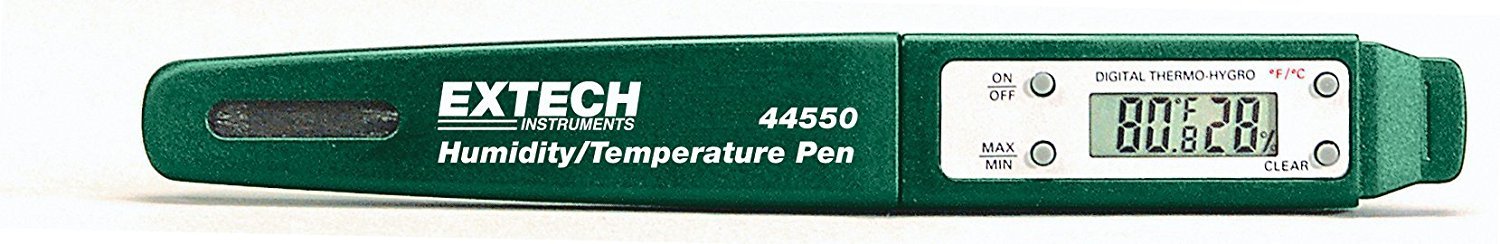 EXTECH
INSTRUMENTS
44550
Humidity/Temperature Pen
ON
OFF
MAX
MIN
DIGITAL THERMO-HYGRO °F/°C
80.8°F 28%
CLEAR